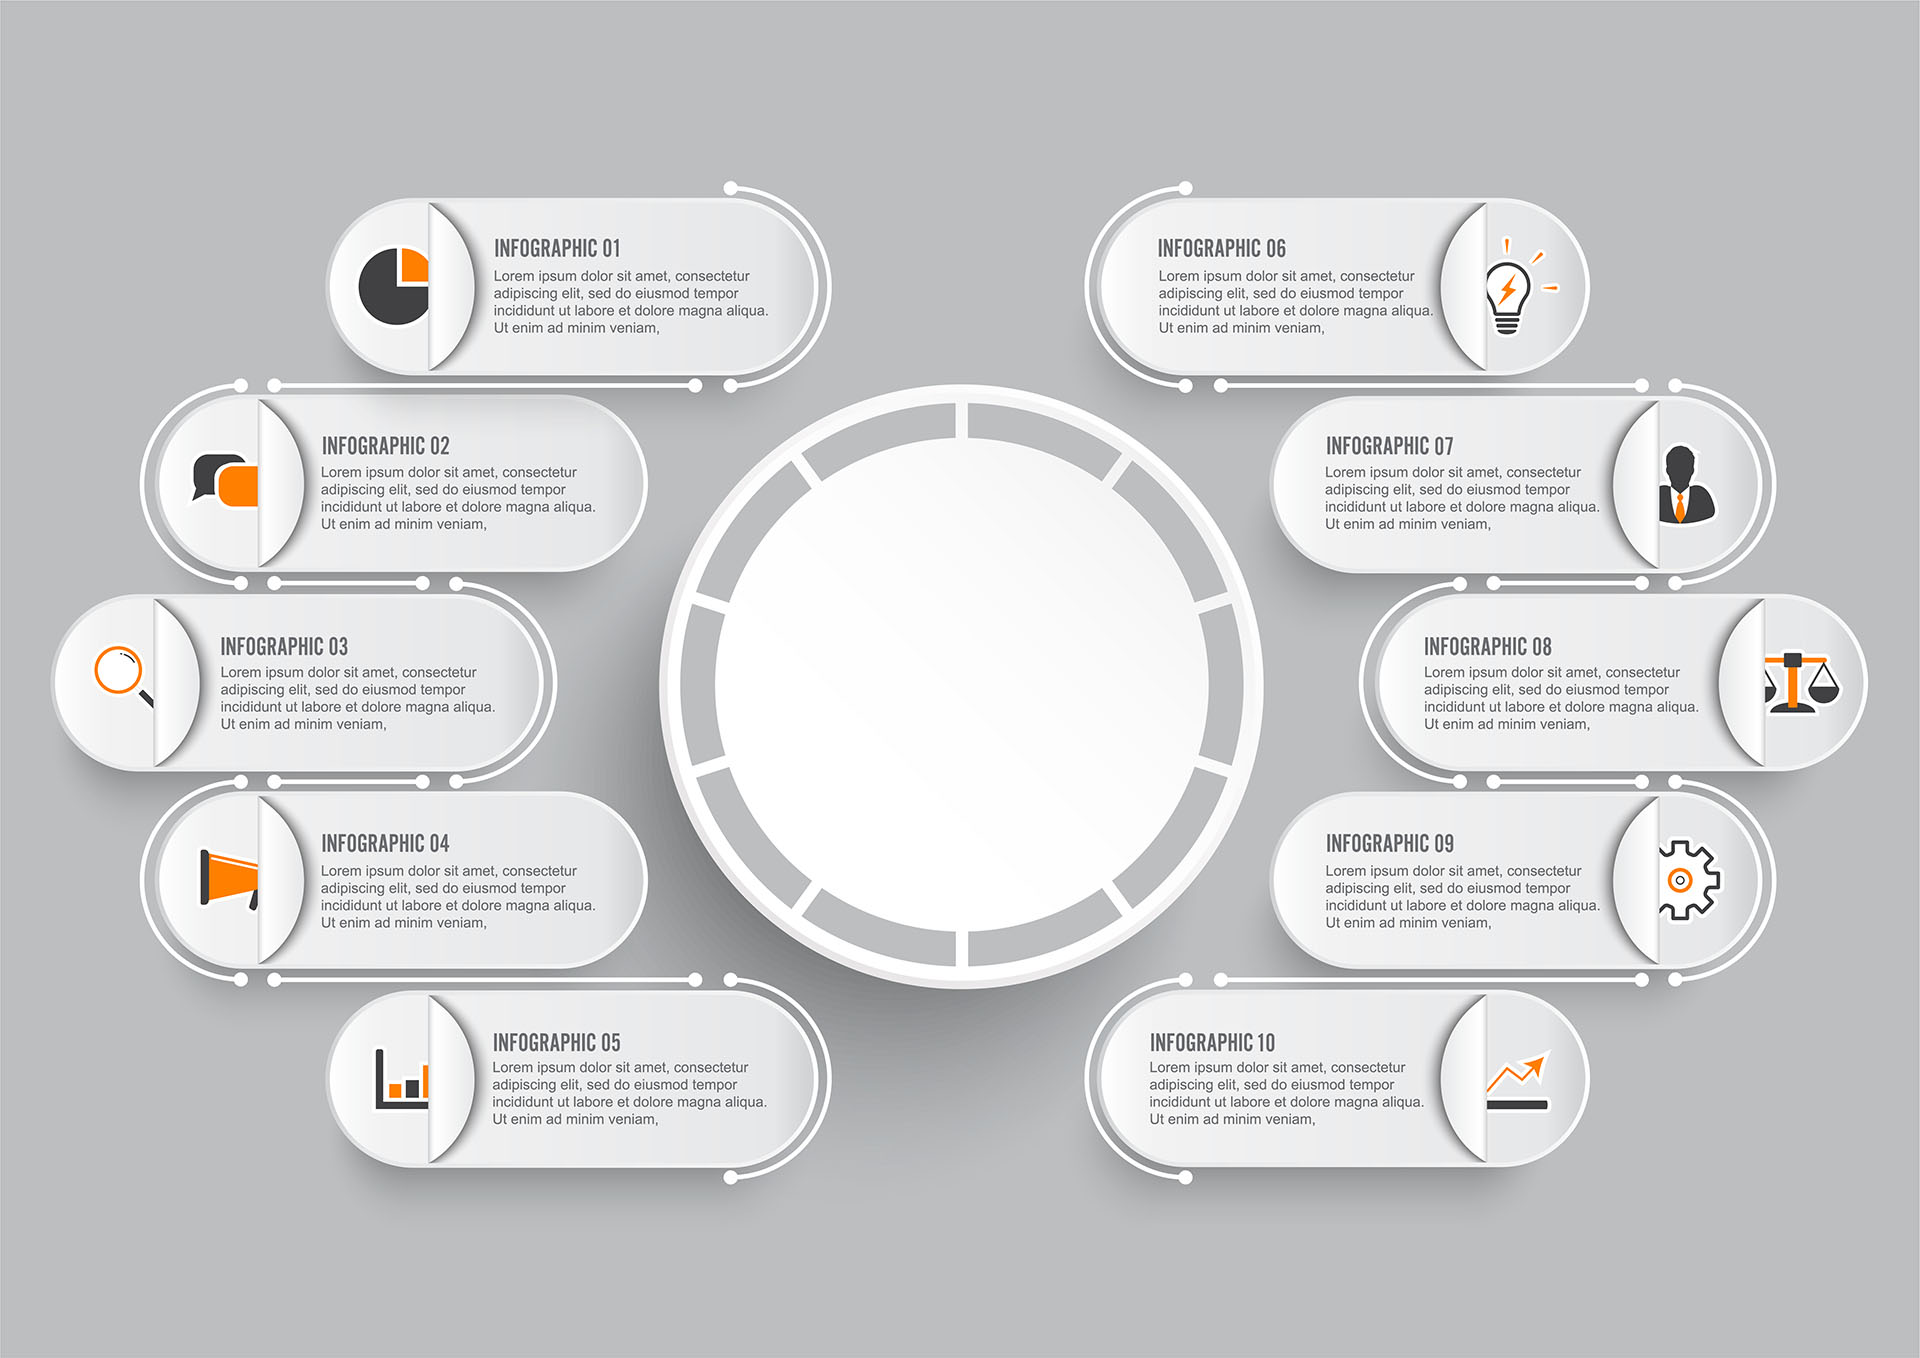 INFOGRAPHIC 01
Lorem ipsum dolor sit amet, consectetur
adipiscing elit, sed do eiusmod tempor
incididunt ut labore et dolore magna aliqua.
Ut enim ad minim veniam,
INFOGRAPHIC 02
Lorem ipsum dolor sit amet, consectetur
adipiscing elit, sed do eiusmod tempor
incididunt ut labore et dolore magna aliqua.
Ut enim ad minim veniam,
INFOGRAPHIC 03
Lorem ipsum dolor sit amet, consectetur
adipiscing elit, sed do eiusmod tempor
incididunt ut labore et dolore magna aliqua.
Ut enim ad minim veniam,
INFOGRAPHIC 04
Lorem ipsum dolor sit amet, consectetur
adipiscing elit, sed do eiusmod tempor
incididunt ut labore et dolore magna aliqua.
Ut enim ad minim veniam,
INFOGRAPHIC 05
Lorem ipsum dolor sit amet, consectetur
adipiscing elit, sed do eiusmod tempor
incididunt ut labore et dolore magna aliqua.
Ut enim ad minim veniam,
INFOGRAPHIC 06
Lorem ipsum dolor sit amet, consectetur
adipiscing elit, sed do eiusmod tempor
incididunt ut labore et dolore magna aliqua.
Ut enim ad minim veniam,
INFOGRAPHIC 07
Lorem ipsum dolor sit amet, consectetur
adipiscing elit, sed do eiusmod tempor
incididunt ut labore et dolore magna aliqua.
Ut enim ad minim veniam,
INFOGRAPHIC 08
Lorem ipsum dolor sit amet, consectetur
adipiscing elit, sed do eiusmod tempor
incididunt ut labore et dolore magna aliqua.
Ut enim ad minim veniam,
INFOGRAPHIC 09
Lorem ipsum dolor sit amet, consectetur
adipiscing elit, sed do eiusmod tempor
incididunt ut labore et dolore magna aliqua.
Ut enim ad minim veniam,
INFOGRAPHIC 10
Lorem ipsum dolor sit amet, consectetur
adipiscing elit, sed do eiusmod tempor
incididunt ut labore et dolore magna aliqua.
Ut enim ad minim veniam,